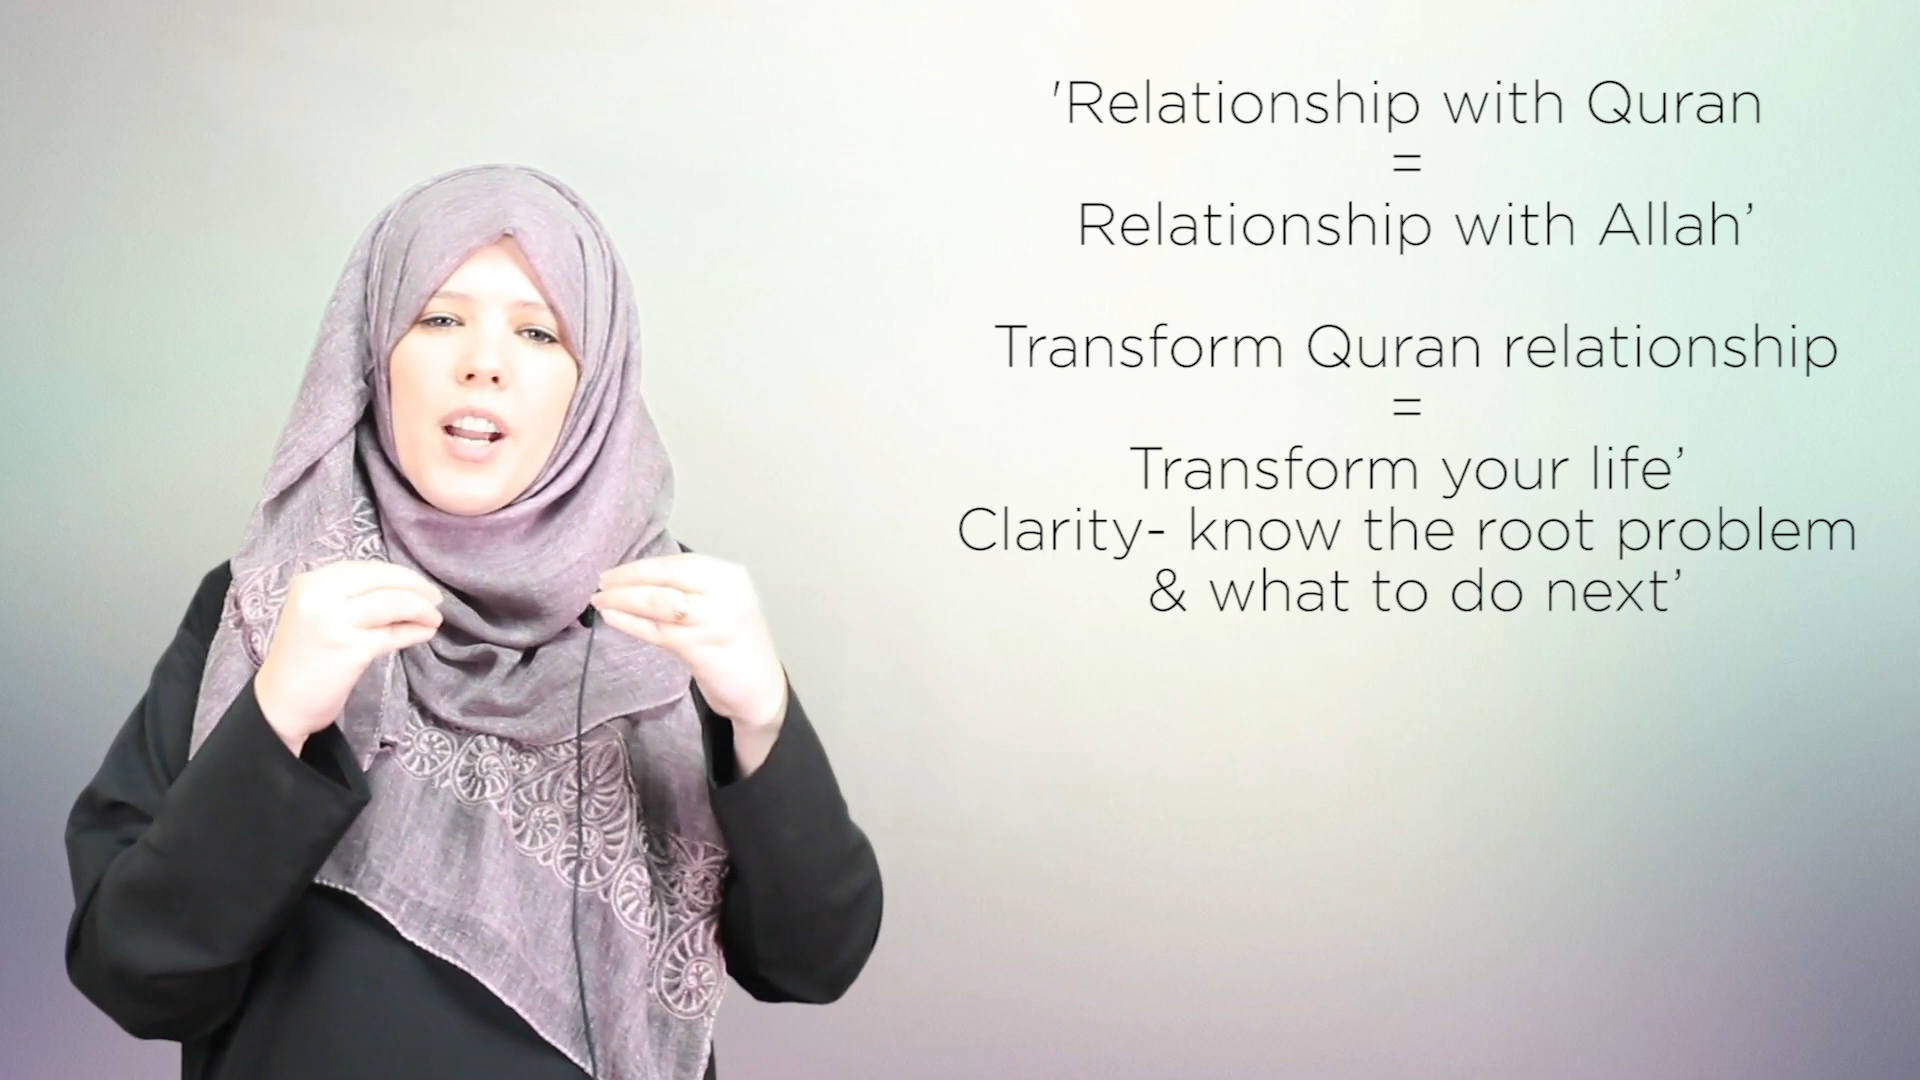 'Relationship with Quran
=
Relationship with Allah’
Transform Quran relationship
=
Transform your life’
Clarity- know the root problem
& what to do next’